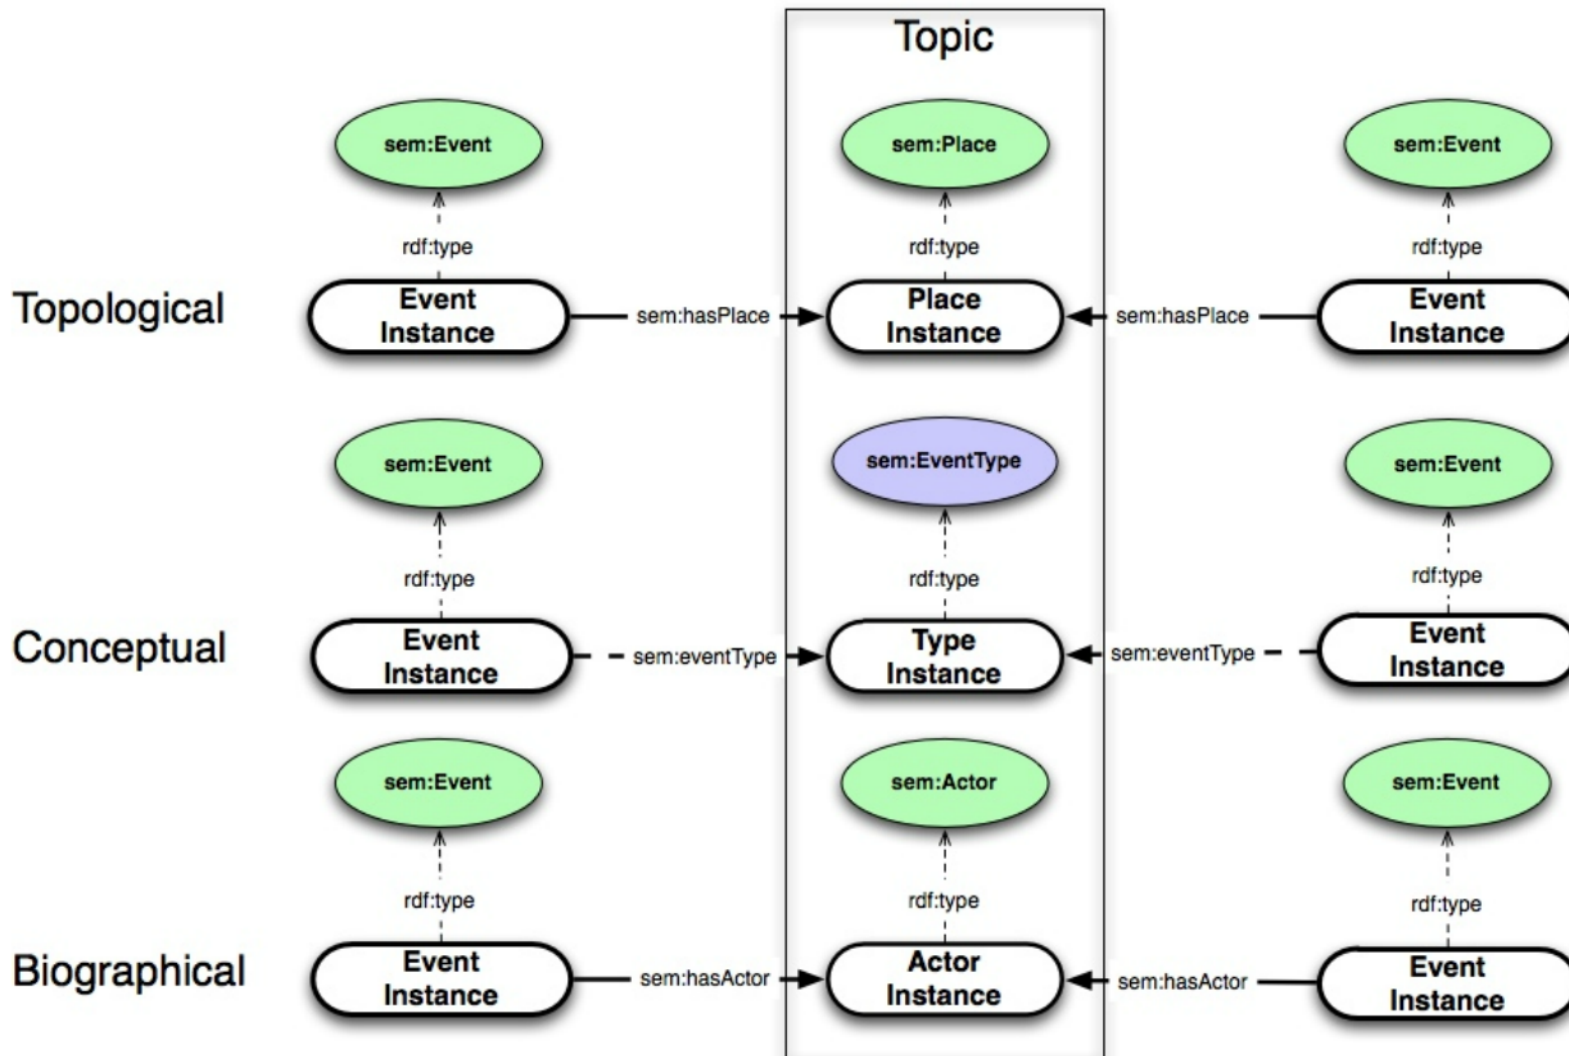 Topic
sem:Event
sem:Place
sem:Event
rdf:type
rdf:type
rdf:type
Topological
Event
Instance
sem:hasPlace
Place
Instance
sem:hasPlace
Event
Instance
sem:Event
sem:EventType
sem:Event
rdf:type
rdf:type
rdf:type
Conceptual
Event
Instance
sem:eventType
Type
Instance
sem:eventType
Event
Instance
sem:Event
sem:Actor
sem:Event
rdf:type
rdf:type
rdf:type
Biographical
Event
Instance
sem:hasActor
Actor
Instance
sem:hasActor
Event
Instance